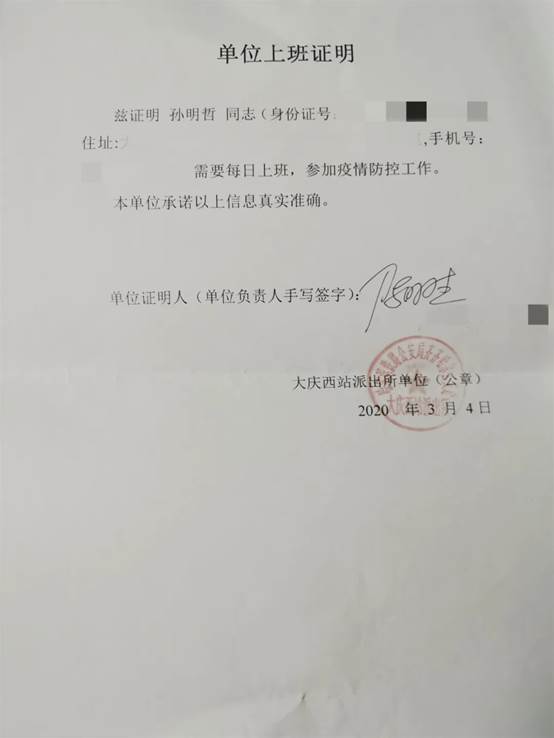 单位上班证明
兹证明 孙明哲 同志（身份证号
住址:
,手机号：
需要每日上班，参加疫情防控工作。
本单位承诺以上信息真实准确。
单位证明人（单位负责人手写签字）：
大庆西站派出所单位（公章）
2020 年 3 月 4 日